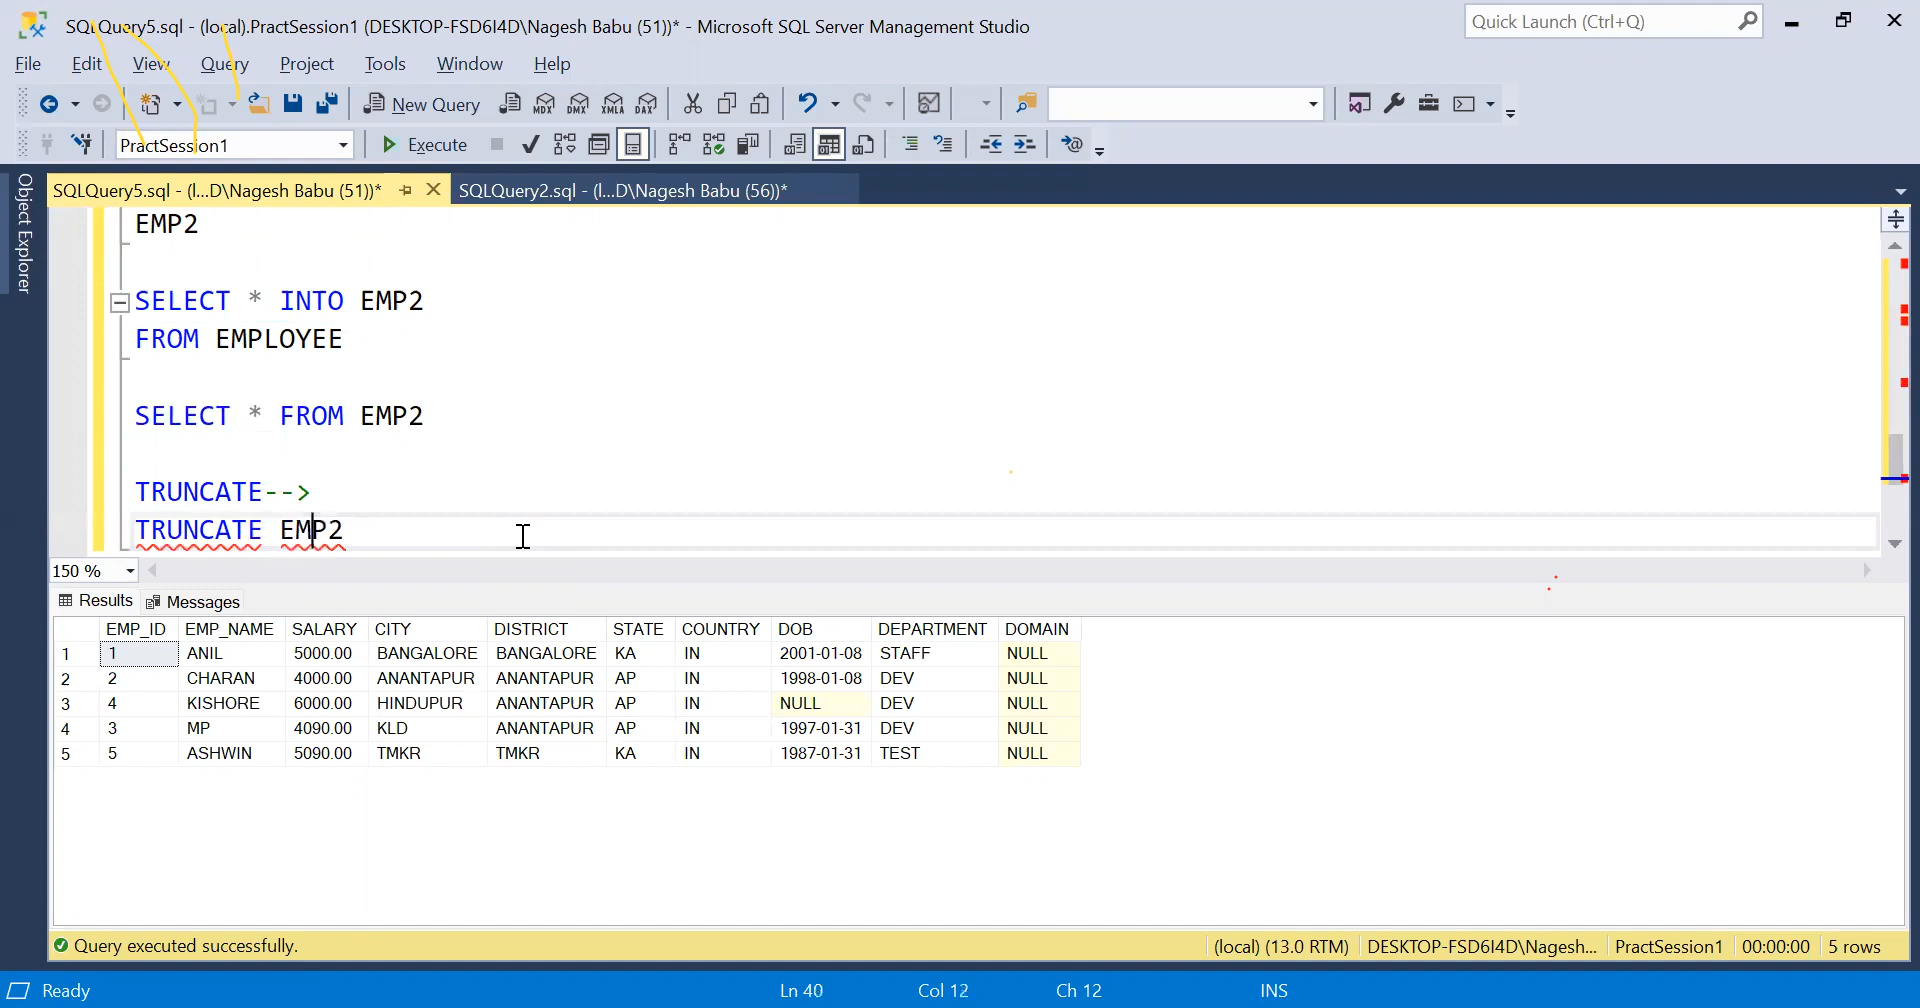 SQLQuery5.sql - (local).PractSession1 (DESKTOP-FSD6I4D\Nagesh Babu (51))* - Microsoft SQL Server Management Studio
Quick Launch (Ctrl+Q)
File Edit View Query Project Tools Window Help
New Query MDX DMX XMLA DAX
PractSession1 Execute
Object Explorer
SQLQuery5.sql - (l...D\Nagesh Babu (51))* SQLQuery2.sql - (l...D\Nagesh Babu (56))*
EMP2
SELECT * INTO EMP2
FROM EMPLOYEE
SELECT * FROM EMP2
TRUNCATE-->
TRUNCATE EMP2
150 %
Results Messages
EMP_ID EMP_NAME SALARY CITY DISTRICT STATE COUNTRY DOB DEPARTMENT DOMAIN
1 1 ANIL 5000.00 BANGALORE BANGALORE KA IN 2001-01-08 STAFF NULL
2 2 CHARAN 4000.00 ANANTAPUR ANANTAPUR AP IN 1998-01-08 DEV NULL
3 4 KISHORE 6000.00 HINDUPUR ANANTAPUR AP IN NULL DEV NULL
4 3 MP 4090.00 KLD ANANTAPUR AP IN 1997-01-31 DEV NULL
5 5 ASHWIN 5090.00 TMKR TMKR KA IN 1987-01-31 TEST NULL
Query executed successfully. (local) (13.0 RTM) DESKTOP-FSD6I4D\Nagesh... PractSession1 00:00:00 5 rows
Ready Ln 40 Col 12 Ch 12 INS